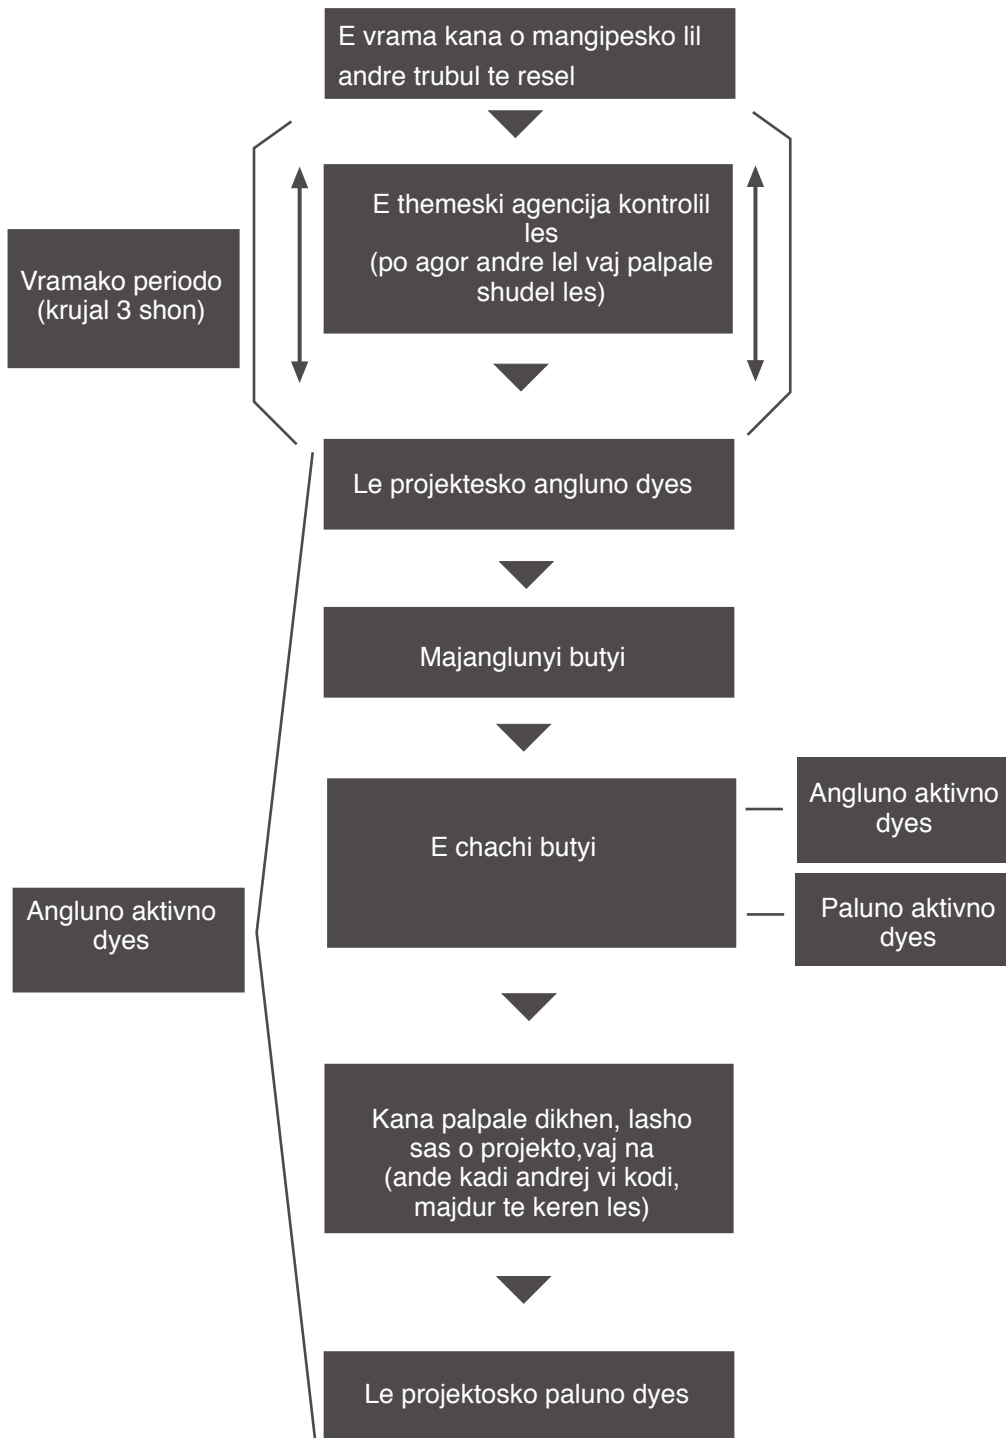 E vrama kana o mangipesko lil
andre trubul te resel
E themeski agencija kontrolil
les
(po agor andre lel vaj palpale
shudel les)
Vramako periodo
(krujal 3 shon)
Le projektesko angluno dyes
Majanglunyi butyi
E chachi butyi
Angluno aktivno
dyes
Paluno aktivno
dyes
Angluno aktivno
dyes
Kana palpale dikhen, lasho
sas o projekto,vaj na
(ande kadi andrej vi kodi,
majdur te keren les)
Le projektosko paluno dyes